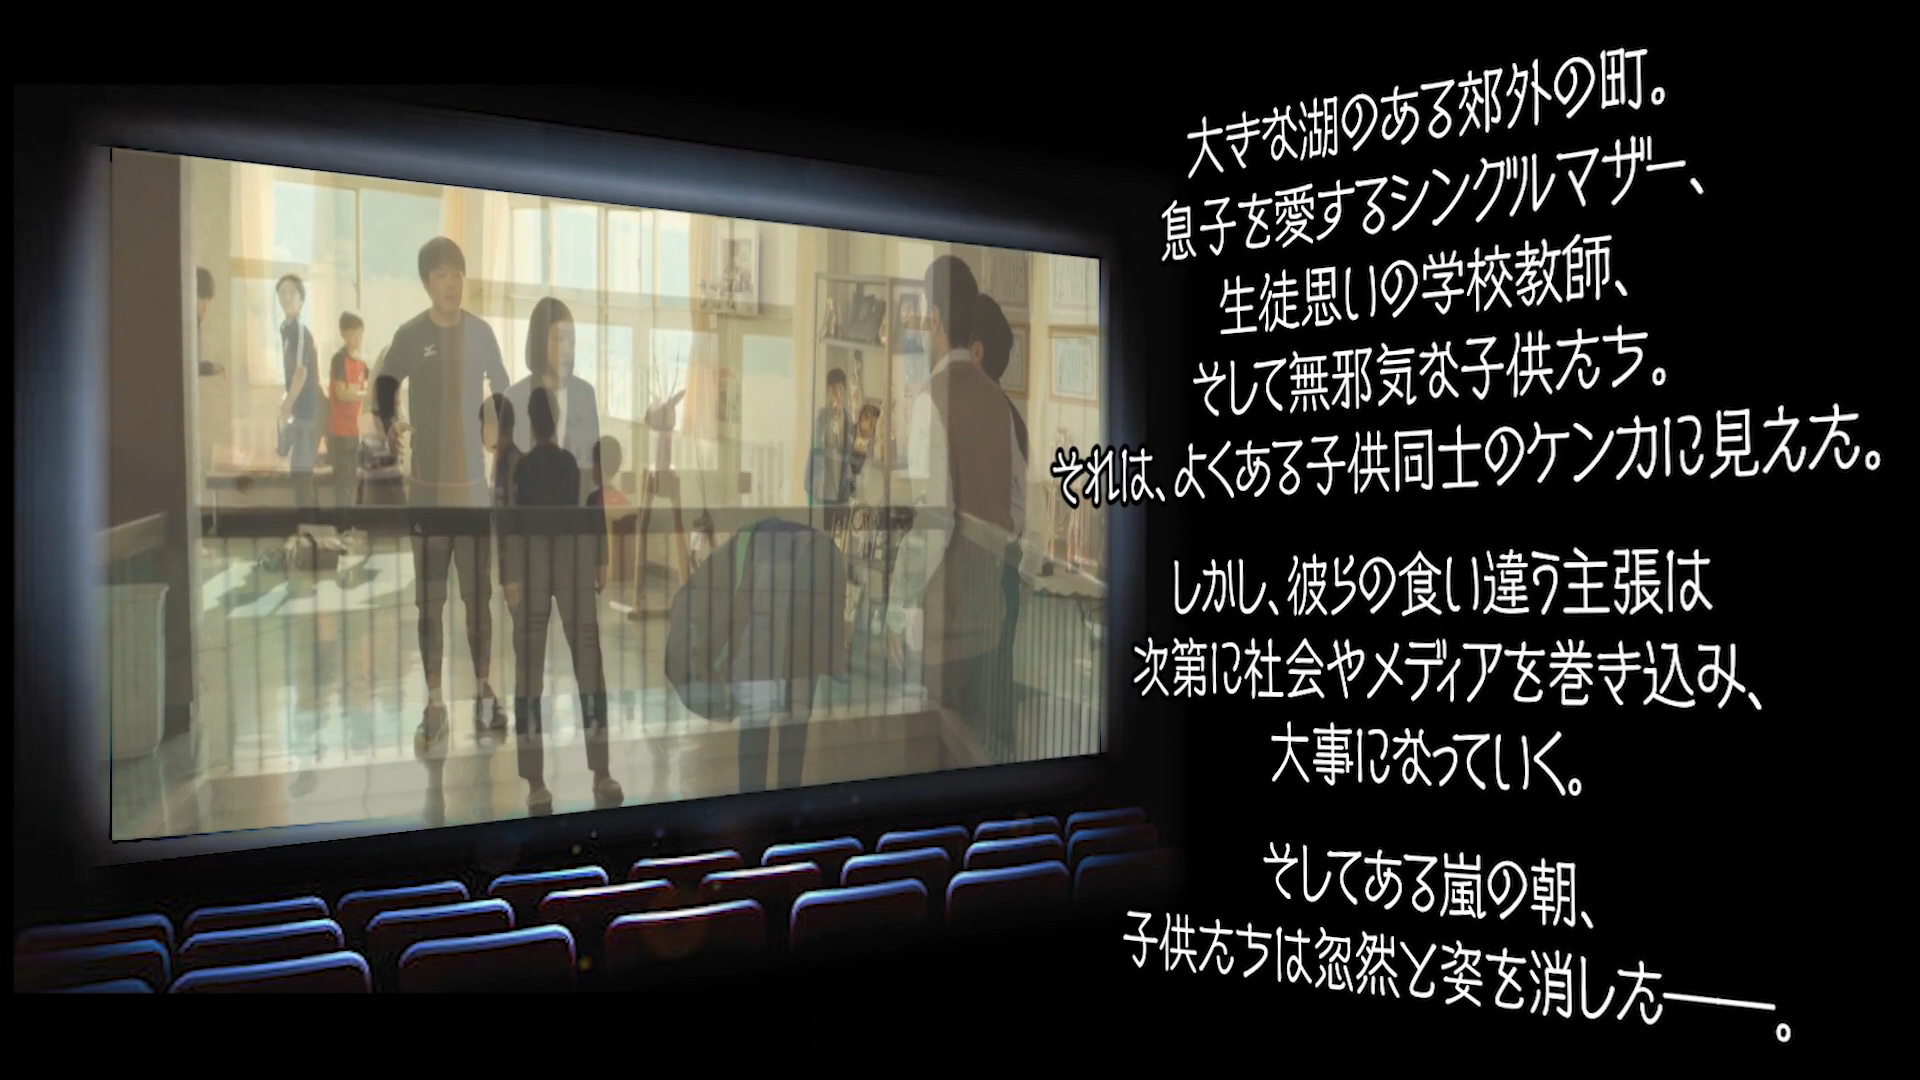 大きな湖のある郊外の町。
息子を愛するシングルマザー、
生徒思いの学校教師、
そして無邪気な子供たち。
それは、よくある子供同士のケンカに見えた。
しかし、彼らの食い違う主張は
次第に社会やメディアを巻き込み、
大事になっていく。
そしてある嵐の朝、
子供たちは忽然と姿を消した――。